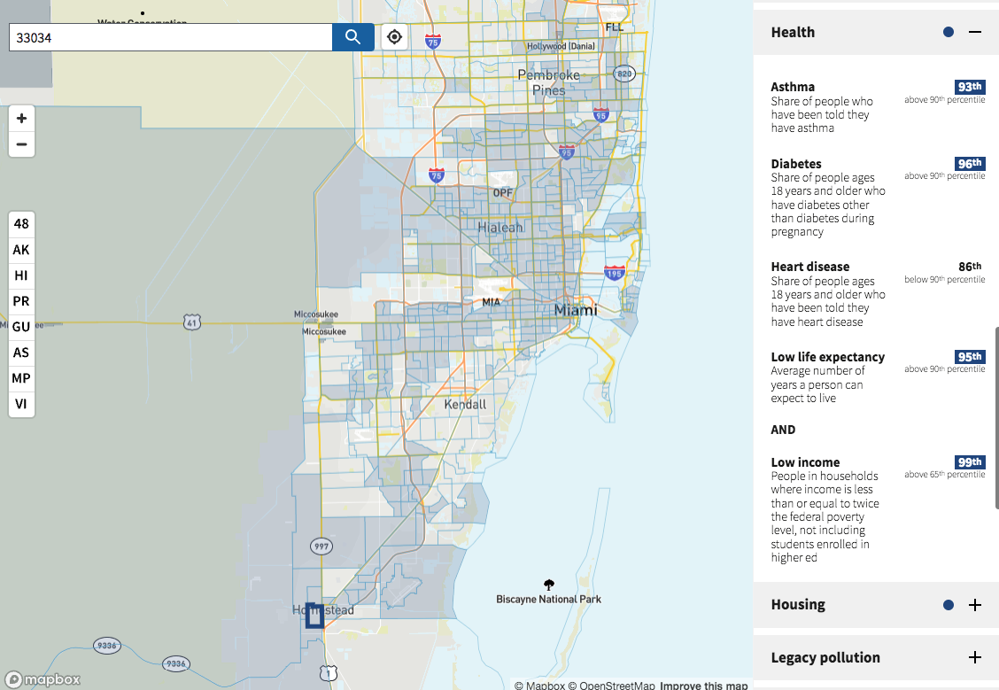 Water Conservation
33034
+
−
48
AK
HI
PR
GU
AS
MP
VI
75
FLL
Hollywood (Dania)
Pembroke
Pines
820
95
95
75
OPF
Hialeah
195
MIA
Miami
Miccosukee
Miccosukee
41
Kendall
997
Homestead
Biscayne National Park
9336
9336
1
mapbox
© Mapbox © OpenStreetMap Improve this map
Health
Asthma
93th
above 90th percentile
Share of people who
have been told they
have asthma
Diabetes
96th
above 90th percentile
Share of people ages
18 years and older who
have diabetes other
than diabetes during
pregnancy
Heart disease
86th
below 90th percentile
Share of people ages
18 years and older who
have been told they
have heart disease
Low life expectancy
95th
above 90th percentile
Average number of
years a person can
expect to live
AND
Low income
99th
above 65th percentile
People in households
where income is less
than or equal to twice
the federal poverty
level, not including
students enrolled in
higher ed
Housing
Legacy pollution